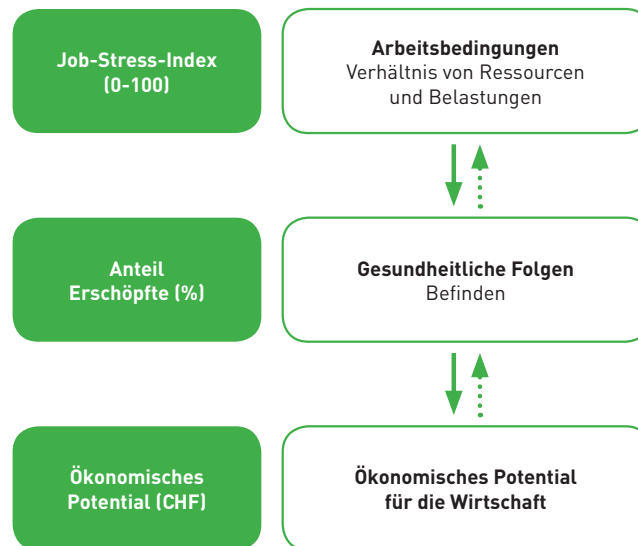 Job-Stress-Index
(0-100)
Arbeitsbedingungen
Verhältnis von Ressourcen
und Belastungen
Anteil
Erschöpfte (%)
Gesundheitliche Folgen
Befinden
Ökonomisches
Potential (CHF)
Ökonomisches Potential
für die Wirtschaft